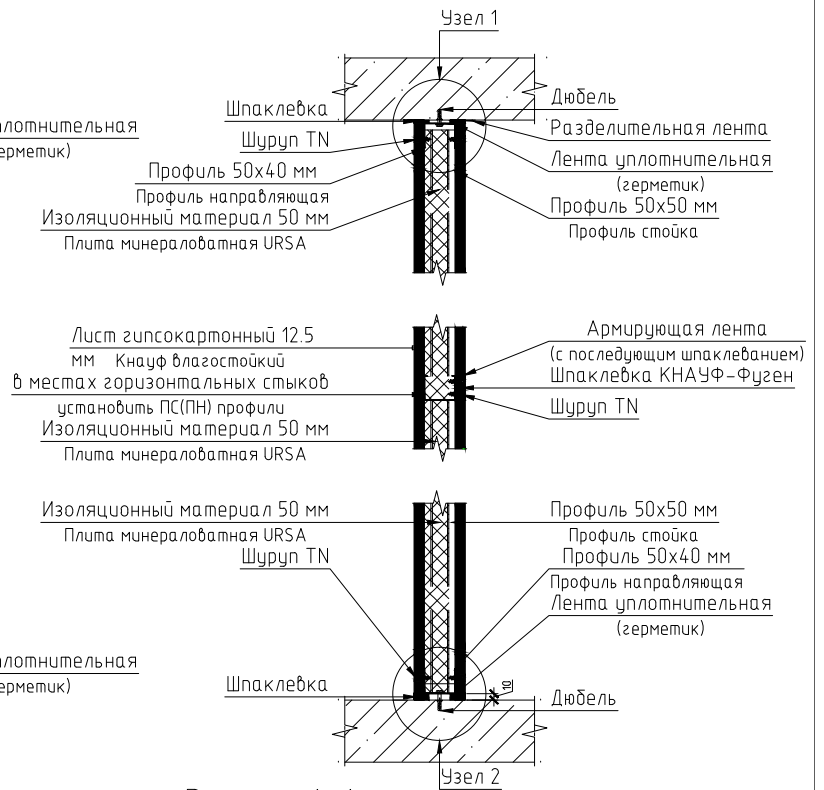 Узел 1
Шпаклевка
Шуруп TN
Профиль 50х40 мм
Профиль направляющая
Изоляционный материал 50 мм
Плита минераловатная URSA
Дюбель
Разделительная лента
Лента уплотнительная
(герметик)
Профиль 50х50 мм
Профиль стойка
Лист гипсокартонный 12.5
мм Кнауф влагостойкий
в местах горизонтальных стыков
установить ПС(ПН) профили
Изоляционный материал 50 мм
Плита минераловатная URSA
Армирующая лента
(с последующим шпаклеванием)
Шпаклевка КНАУФ-Фуген
Шуруп TN
Изоляционный материал 50 мм
Плита минераловатная URSA
Шуруп TN
Шпаклевка
Профиль 50х50 мм
Профиль стойка
Профиль 50х40 мм
Профиль направляющая
Лента уплотнительная
(герметик)
10
Дюбель
Узел 2